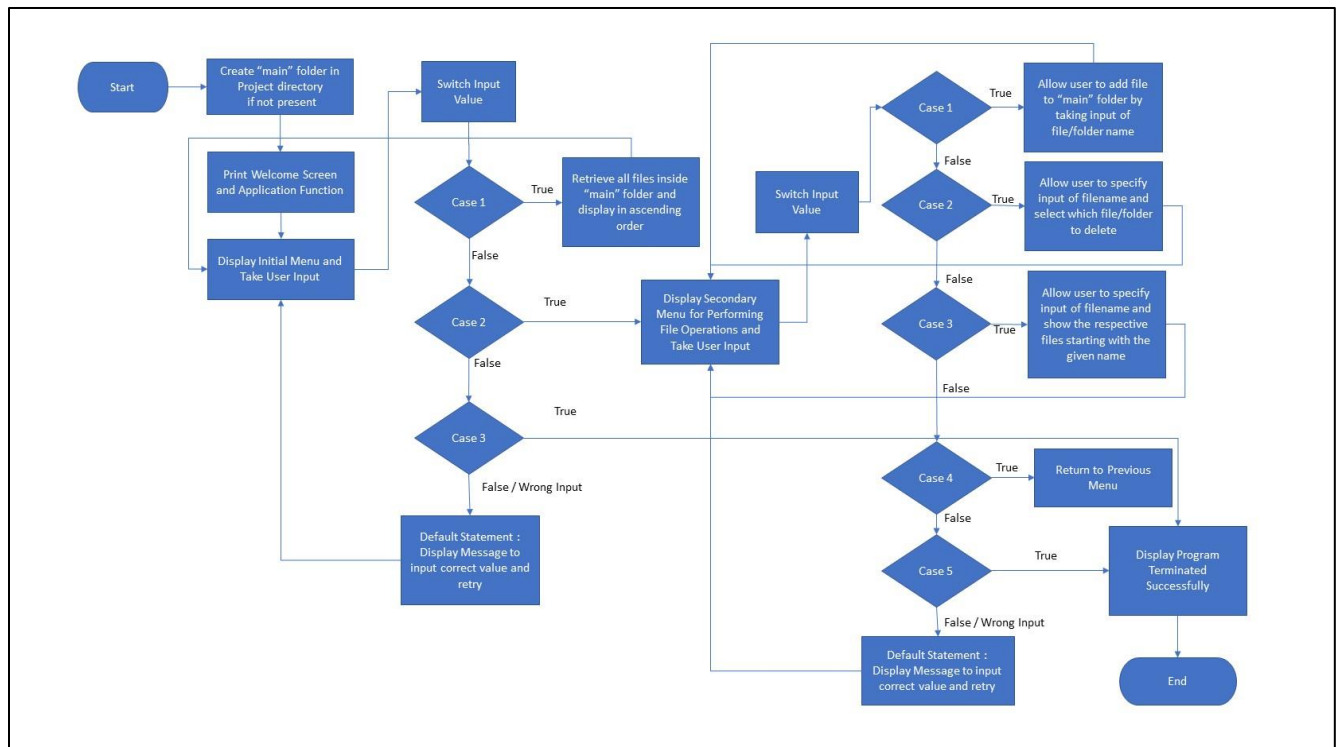 Start
Create “main” folder in
Project directory
if not present
Print Welcome Screen
and Application Function
Display Initial Menu and
Take User Input
Switch Input
Value
Case 1
True
Retrieve all files inside
“main” folder and
display in ascending
order
False
Case 2
True
False
Case 3
True
False / Wrong Input
Default Statement :
Display Message to
input correct value and
retry
Display Secondary
Menu for Performing
File Operations and
Take User Input
Switch Input
Value
Case 1
True
Allow user to add file
to “main” folder by
taking input of
file/folder name
False
Case 2
True
Allow user to specify
input of filename and
select which file/folder
to delete
False
Case 3
True
Allow user to specify
input of filename and
show the respective
files starting with the
given name
False
Case 4
True
Return to Previous
Menu
False
Case 5
True
Display Program
Terminated
Successfully
False / Wrong Input
Default Statement :
Display Message to input
correct value and retry
End